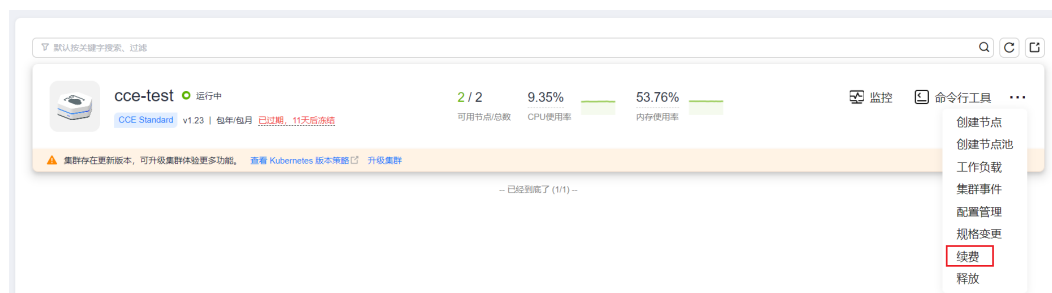 默认按关键字搜索、过滤
cce-test 运行中
2 / 2 9.35% 53.76% 监控 命令行工具
CCE Standard v1.23 | 包年/包月 已过期，11天后冻结
可用节点/总数 CPU使用率 内存使用率
集群存在更新版本，可升级集群体验更多功能。 查看 Kubernetes 版本策略 升级集群
-- 已经到底了 (1/1) --
创建节点
创建节点池
工作负载
集群事件
配置管理
规格变更
续费
释放